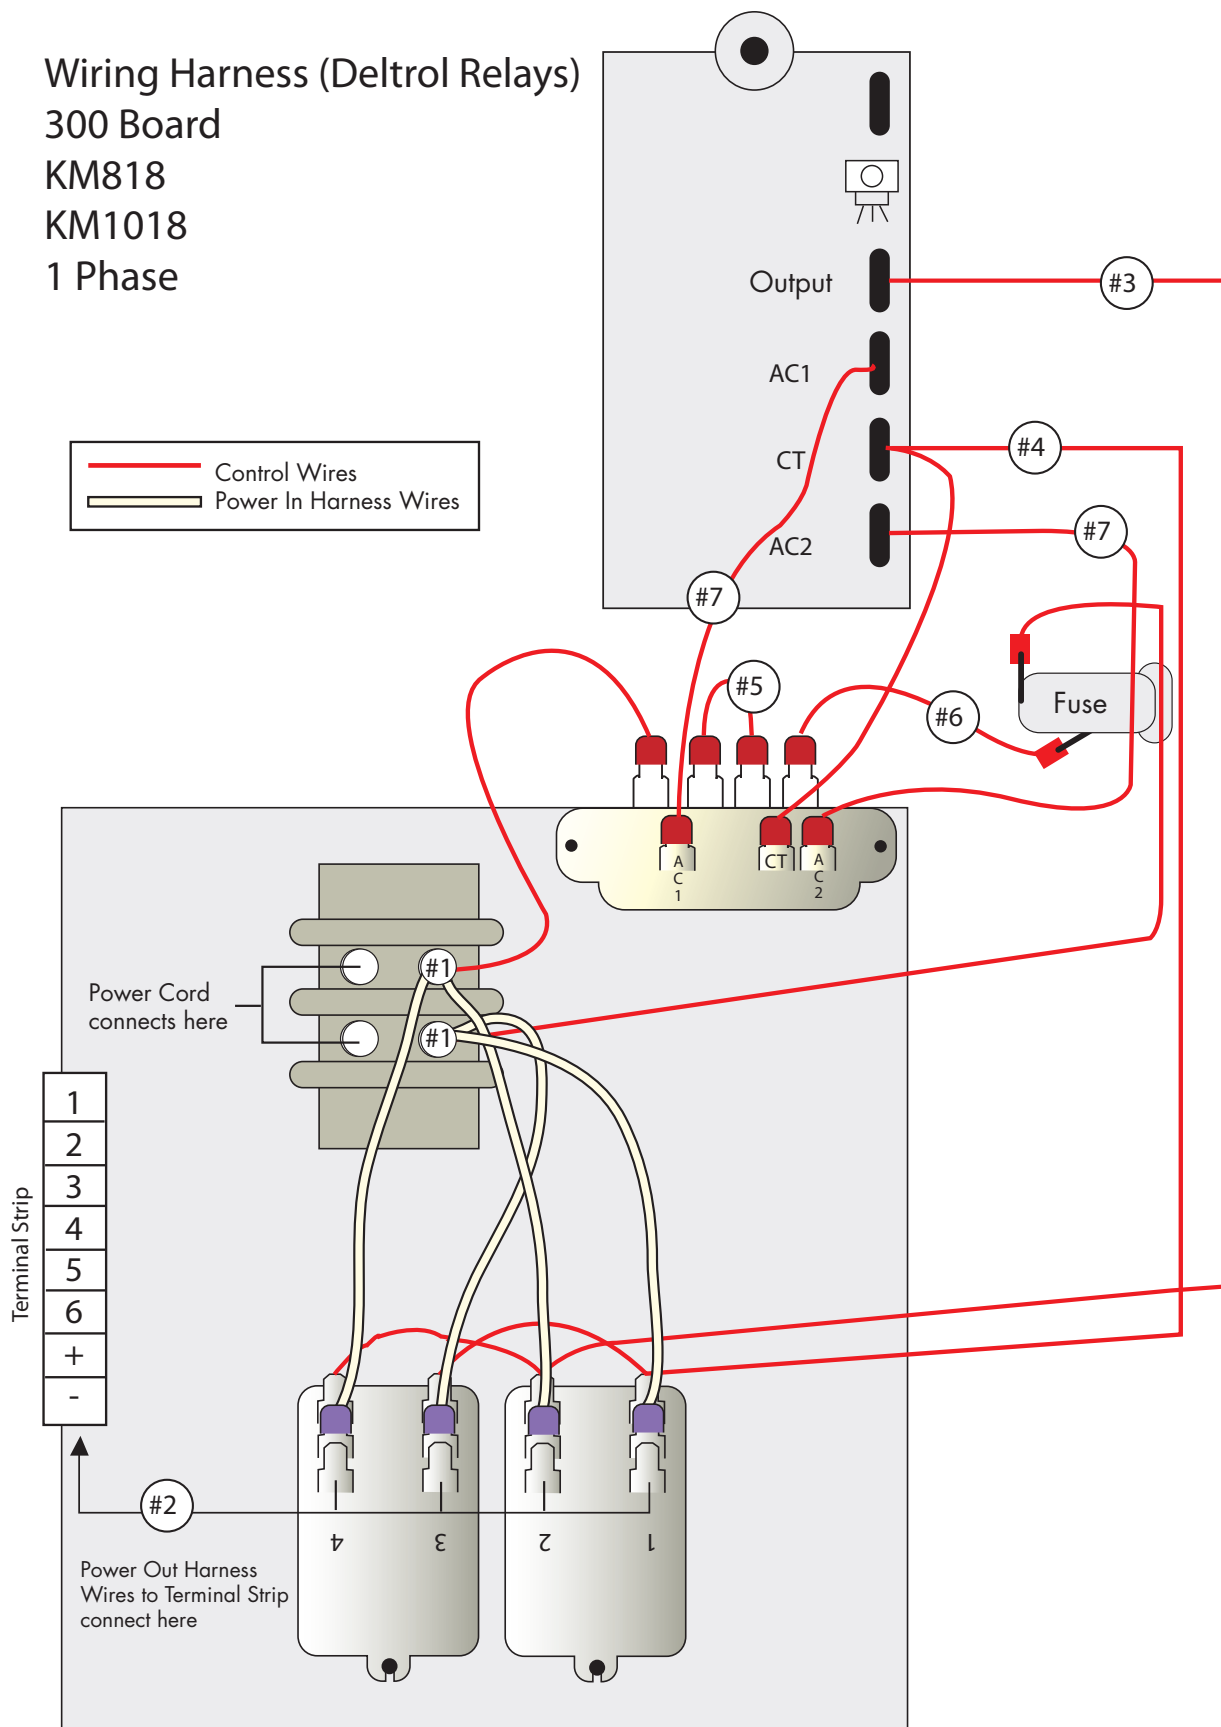 Wiring Harness (Deltrol Relays)
300 Board
KM818
KM1018
1 Phase
Control Wires
Power In Harness Wires
Output
#3
AC1
CT
#4
AC2
#7
#7
#5
#6
Fuse
AC1
CT
AC2
Power Cord
connects here
#1
#1
Terminal Strip
1
2
3
4
5
6
+
-
#2
4
3
2
1
Power Out Harness
Wires to Terminal Strip
connect here